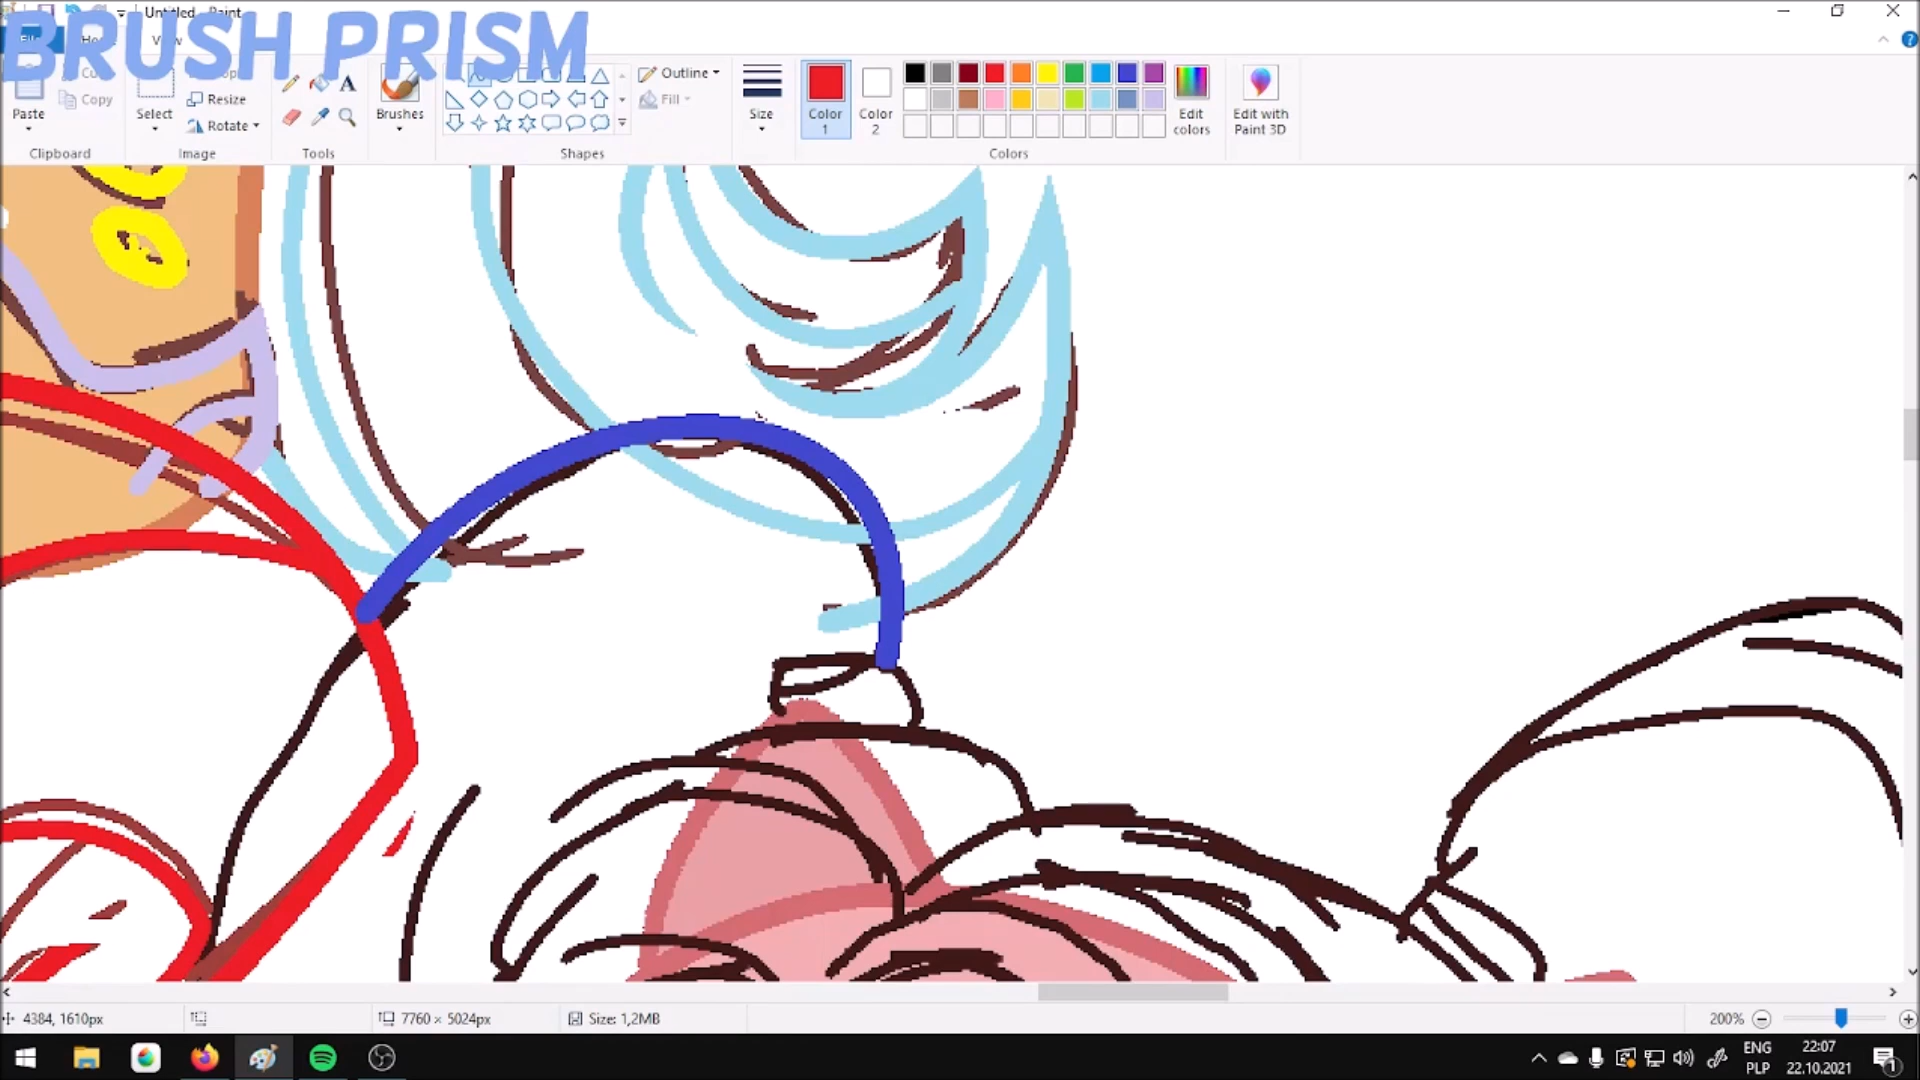 Untitled - Paint
BRUSH PRISM
Copy
Paste
Select
Resize
Rotate
Brushes
Outline
Fill
Size
Color 1
Color 2
Edit colors
Edit with Paint 3D
Clipboard
Image
Tools
Shapes
Colors
4384, 1610px
7760 × 5024px
Size: 1,2MB
200%
ENG
PLP
22:07
22.10.2021
1